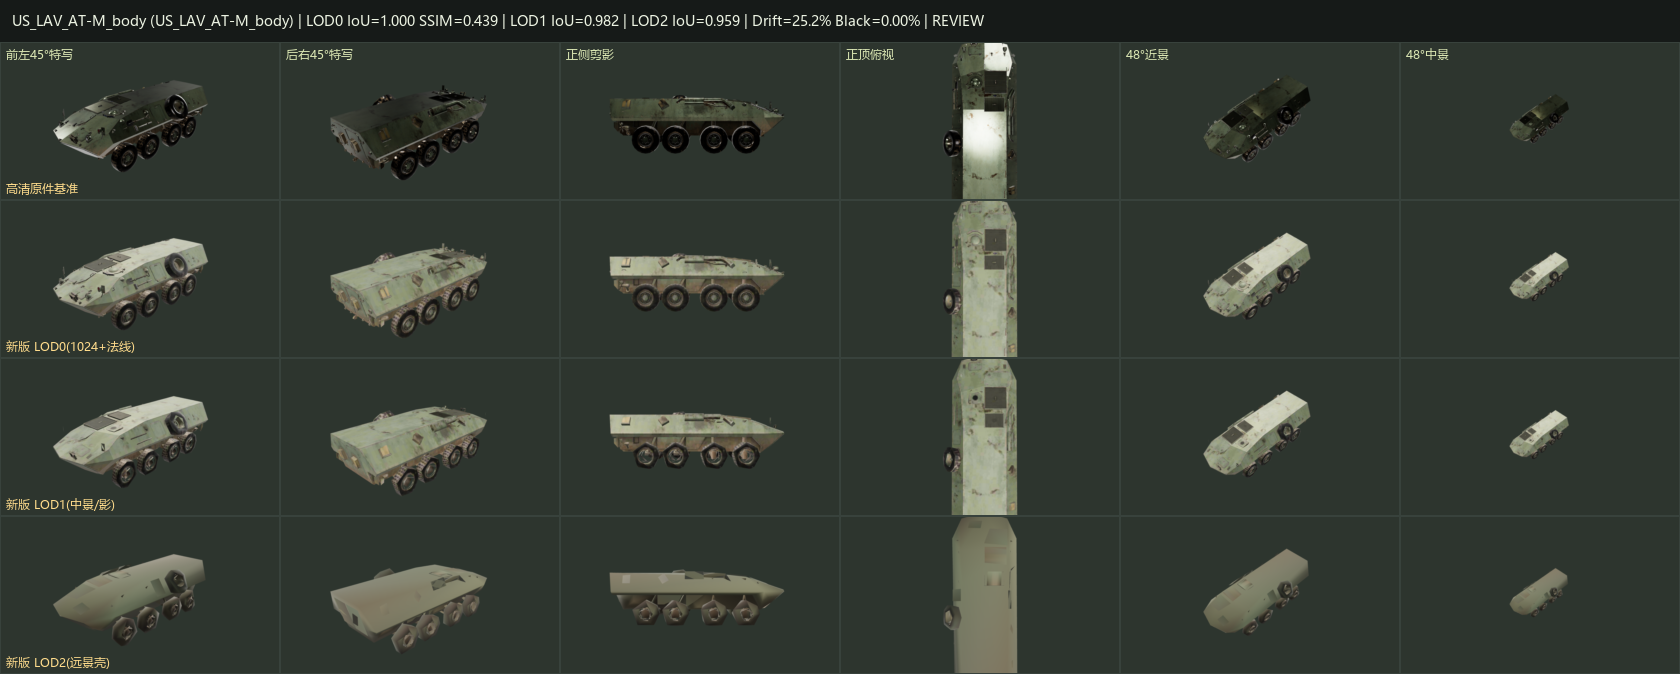 US_LAV_AT-M_body (US_LAV_AT-M_body) | LOD0 IoU=1.000 SSIM=0.439 | LOD1 IoU=0.982 | LOD2 IoU=0.959 | Drift=25.2% Black=0.00% | REVIEW
前左45°特写
后右45°特写
正侧剪影
正顶俯视
48°近景
48°中景
高清原件基准
新版 LOD0(1024+法线)
新版 LOD1(中景/影)
新版 LOD2(远景壳)